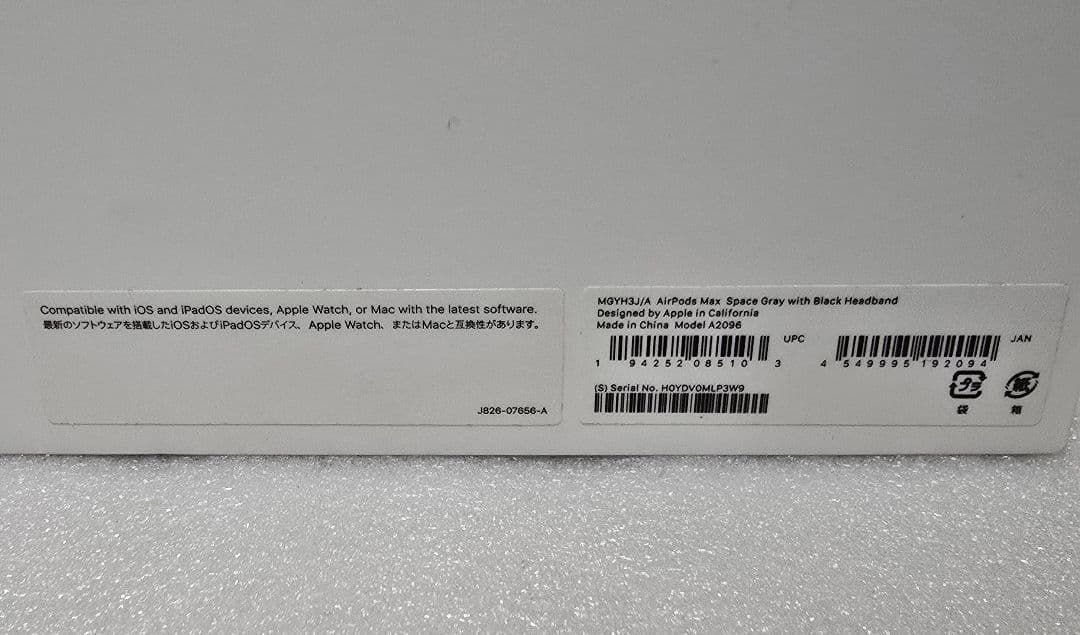 Compatible with iOS and iPadOS devices, Apple Watch, or Mac with the latest software.
最新のソフトウェアを搭載したiOSおよびiPadOSデバイス、Apple Watch、またはMacと互換性があります。
J826-07656-A
MGYH3J/A AirPods Max Space Gray with Black Headband
Designed by Apple in California
Made in China Model A2096
UPC
1 94252 08510 3
JAN
4 549995 192094
(S) Serial No. H0YDV0MLP3W9
プラ 紙
袋 箱